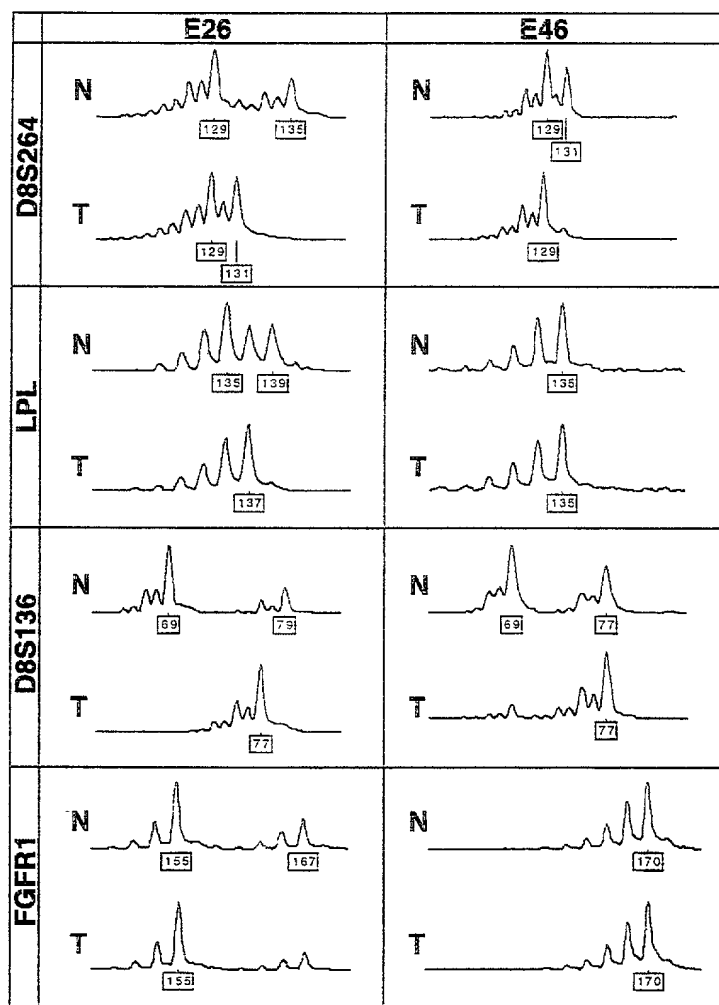 E26 E46
D8S264
N N
129 135 129
131
T T
129 129
131
LPL
N N
135 139 135
T T
137 135
D8S136
N N
69 79 69 77
T T
77 77
FGFR1
N N
155 167 170
T T
155 170